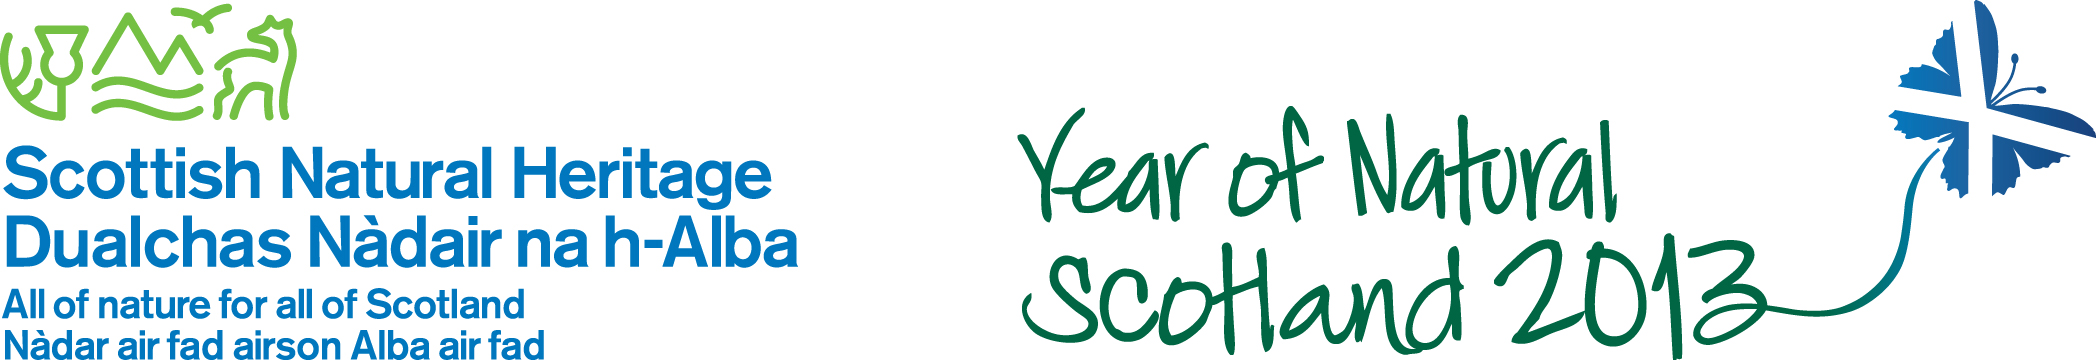 Scottish Natural Heritage
Dualchas Nàdair na h-Alba
All of nature for all of Scotland
Nàdar air fad airson Alba air fad
Year of Natural
Scotland 2013